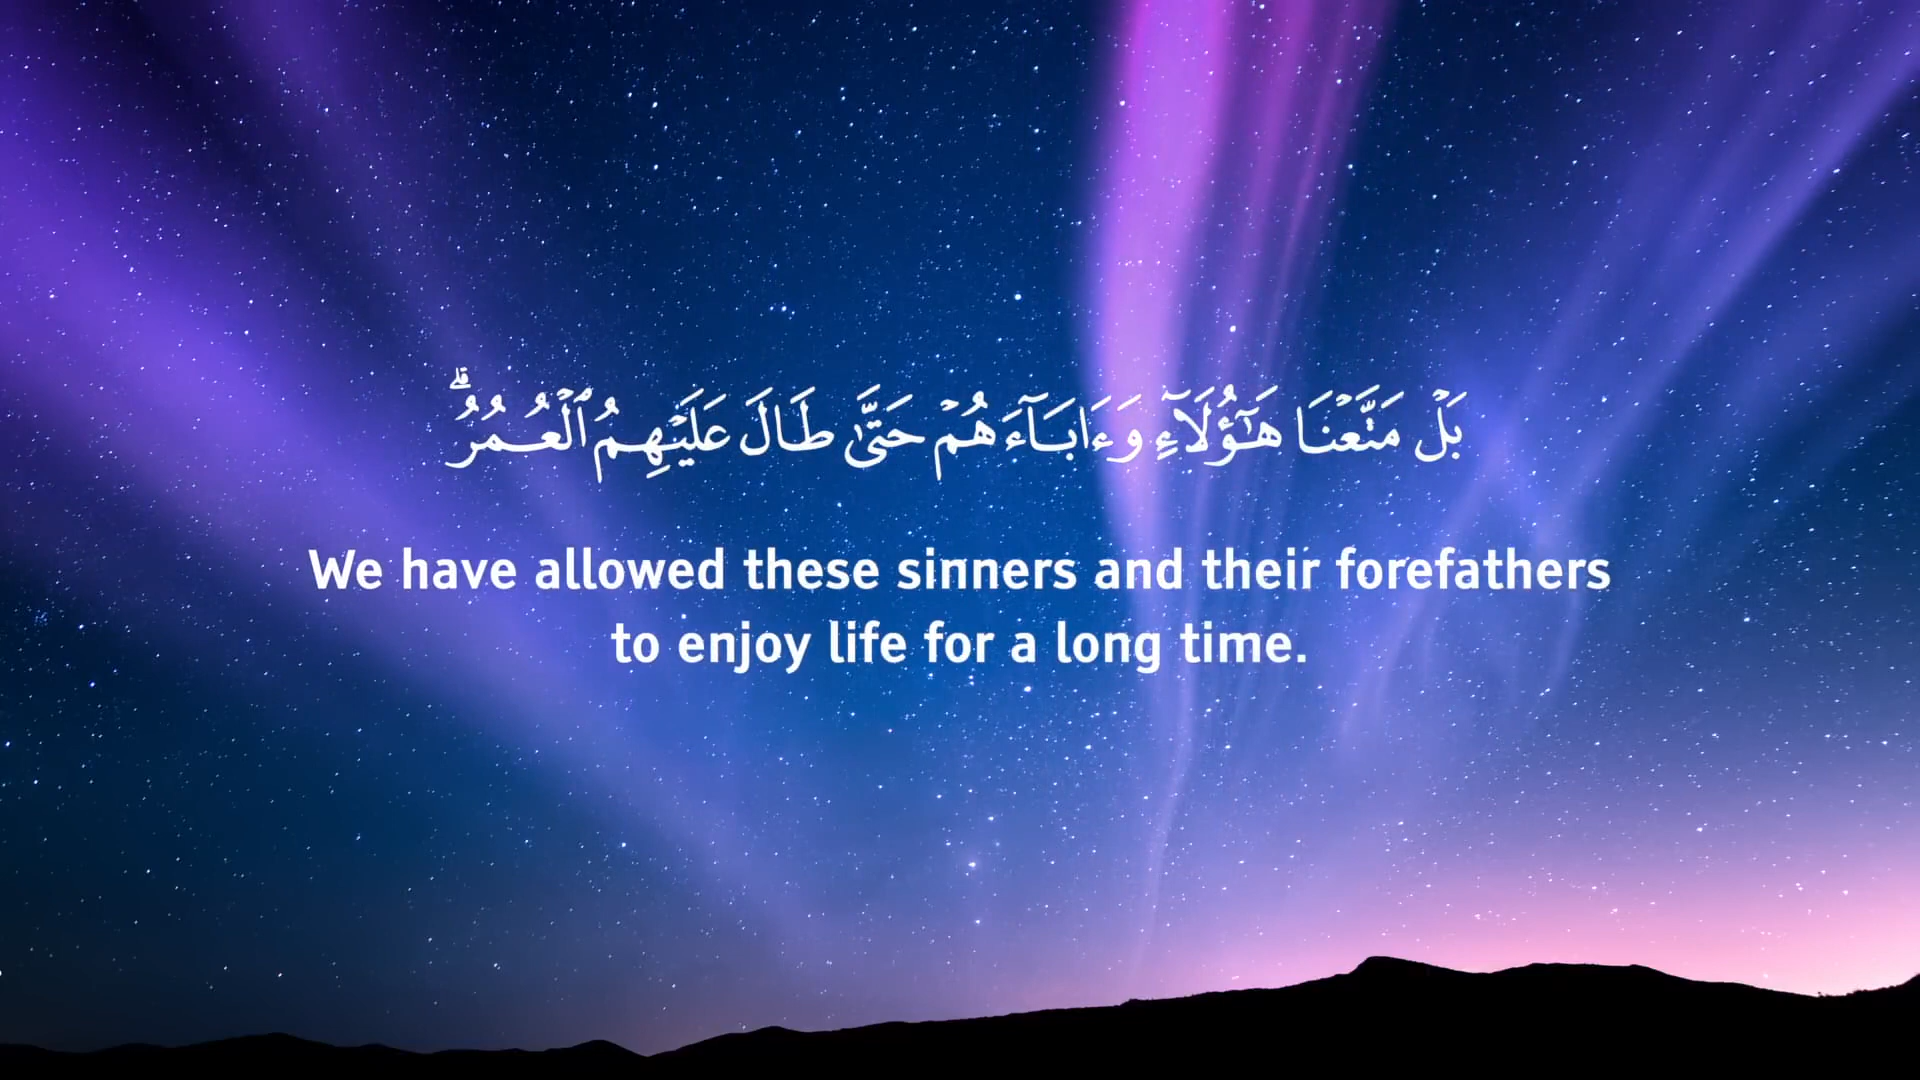 بَلْ مَتَّعْنَا هَٰٓؤُلَآءِ وَءَابَآءَهُمْ حَتَّىٰ طَالَ عَلَيْهِمُ ٱلْعُمُرُ ۗ
We have allowed these sinners and their forefathers
to enjoy life for a long time.